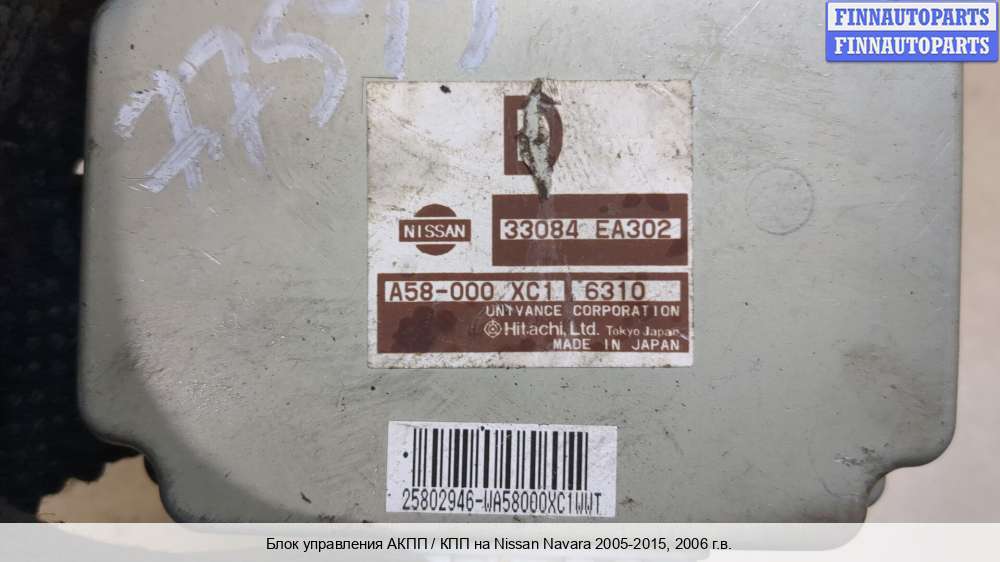 FINNAUTOPARTS
FINNAUTOPARTS
D
NISSAN
33084 EA302
A58-000 XC1 6310
UNIVANCE CORPORATION
Hitachi, Ltd. Tokyo Japan
MADE IN JAPAN
25802946-WA58000XC1WWT
Блок управления АКПП / КПП на Nissan Navara 2005-2015, 2006 г.в.